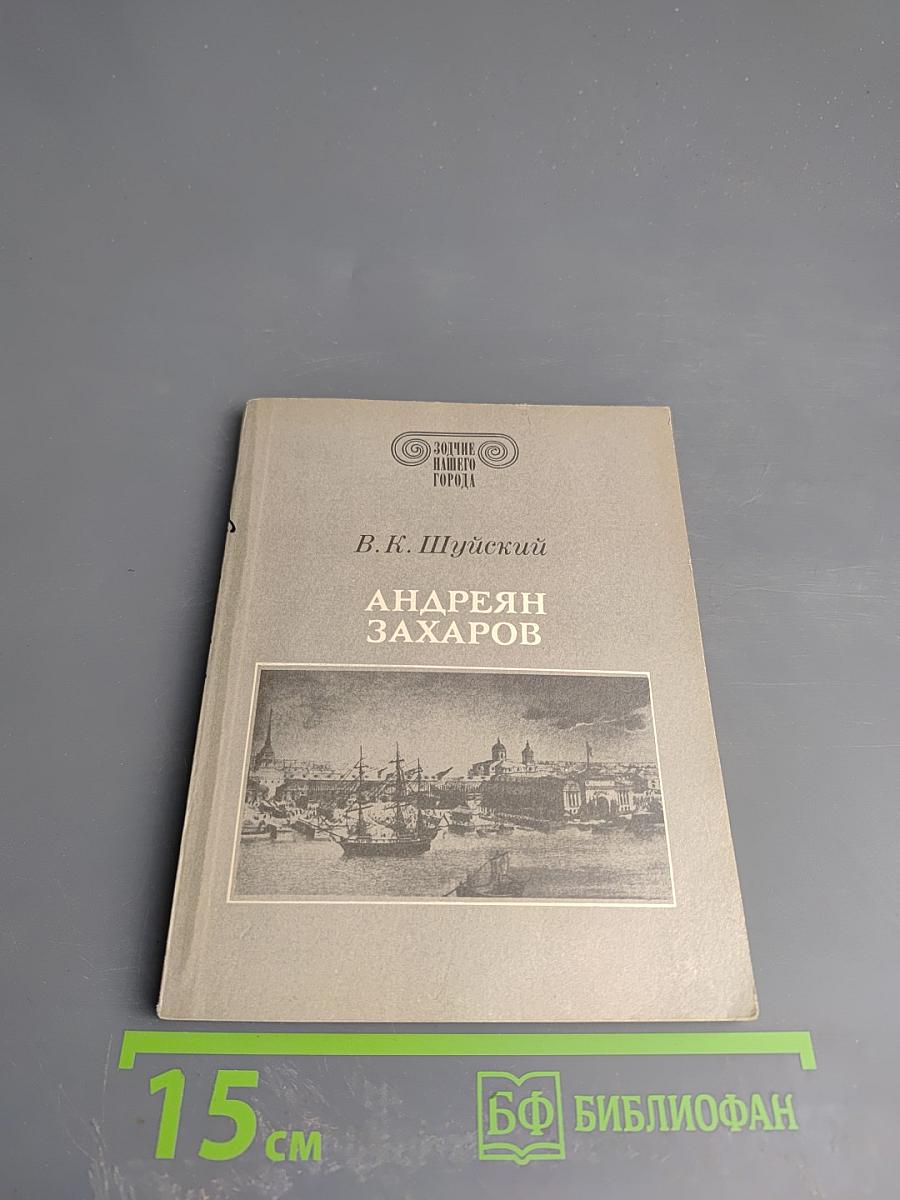 ЗОДЧИЕ
НАШЕГО
ГОРОДА
В. К. Шуйский
АНДРЕЯН
ЗАХАРОВ
15 см
БФ БИБЛИОФАН